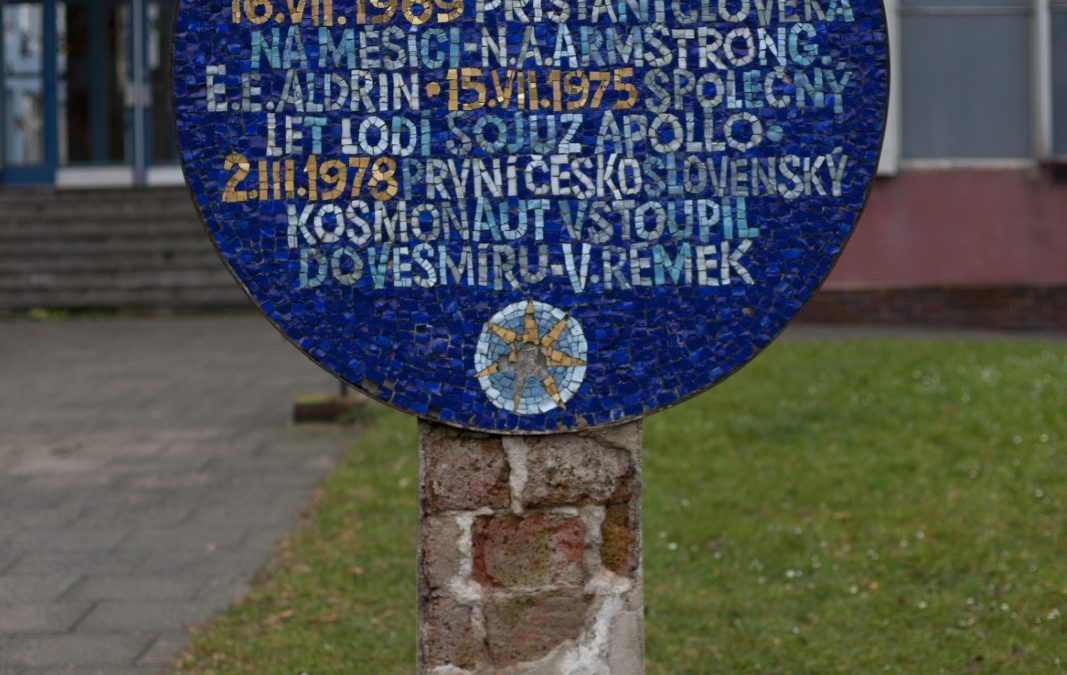 16.VII.1969 PŘISTÁNÍ ČLOVĚKA
NA MĚSÍCI-N.A.ARMSTRONG,
E.E.ALDRIN•15.VII.1975 SPOLEČNÝ
LET LODÍ SOJUZ APOLLO•
2.III.1978 PRVNÍ ČESKOSLOVENSKÝ
KOSMONAUT VSTOUPIL
DO VESMÍRU-V.REMEK